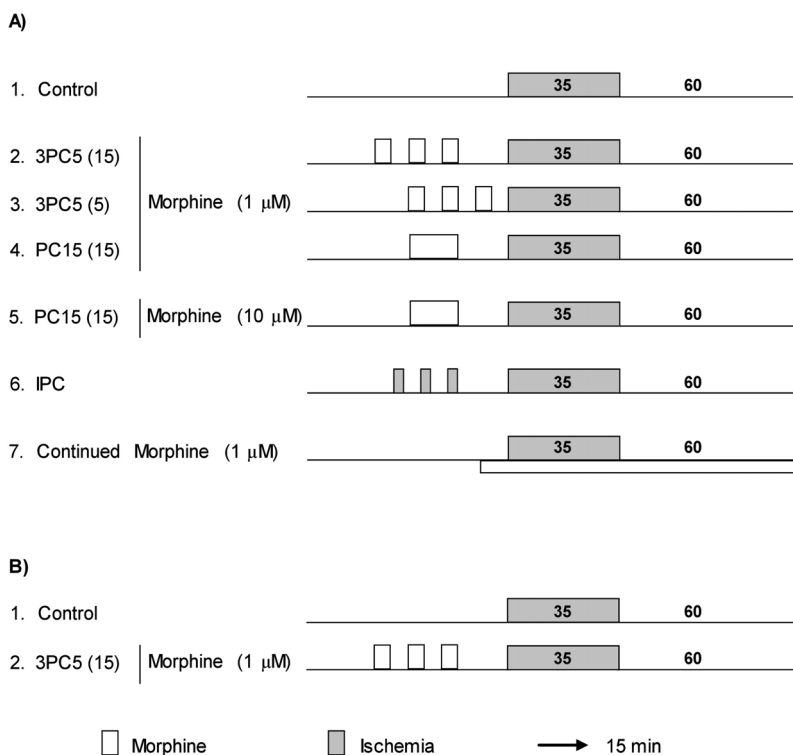 A)
1. Control 35 60
2. 3PC5 (15) 35 60
3. 3PC5 (5) Morphine (1 µM) 35 60
4. PC15 (15) 35 60
5. PC15 (15) Morphine (10 µM) 35 60
6. IPC 35 60
7. Continued Morphine (1 µM) 35 60
B)
1. Control 35 60
2. 3PC5 (15) Morphine (1 µM) 35 60
Morphine Ischemia 15 min